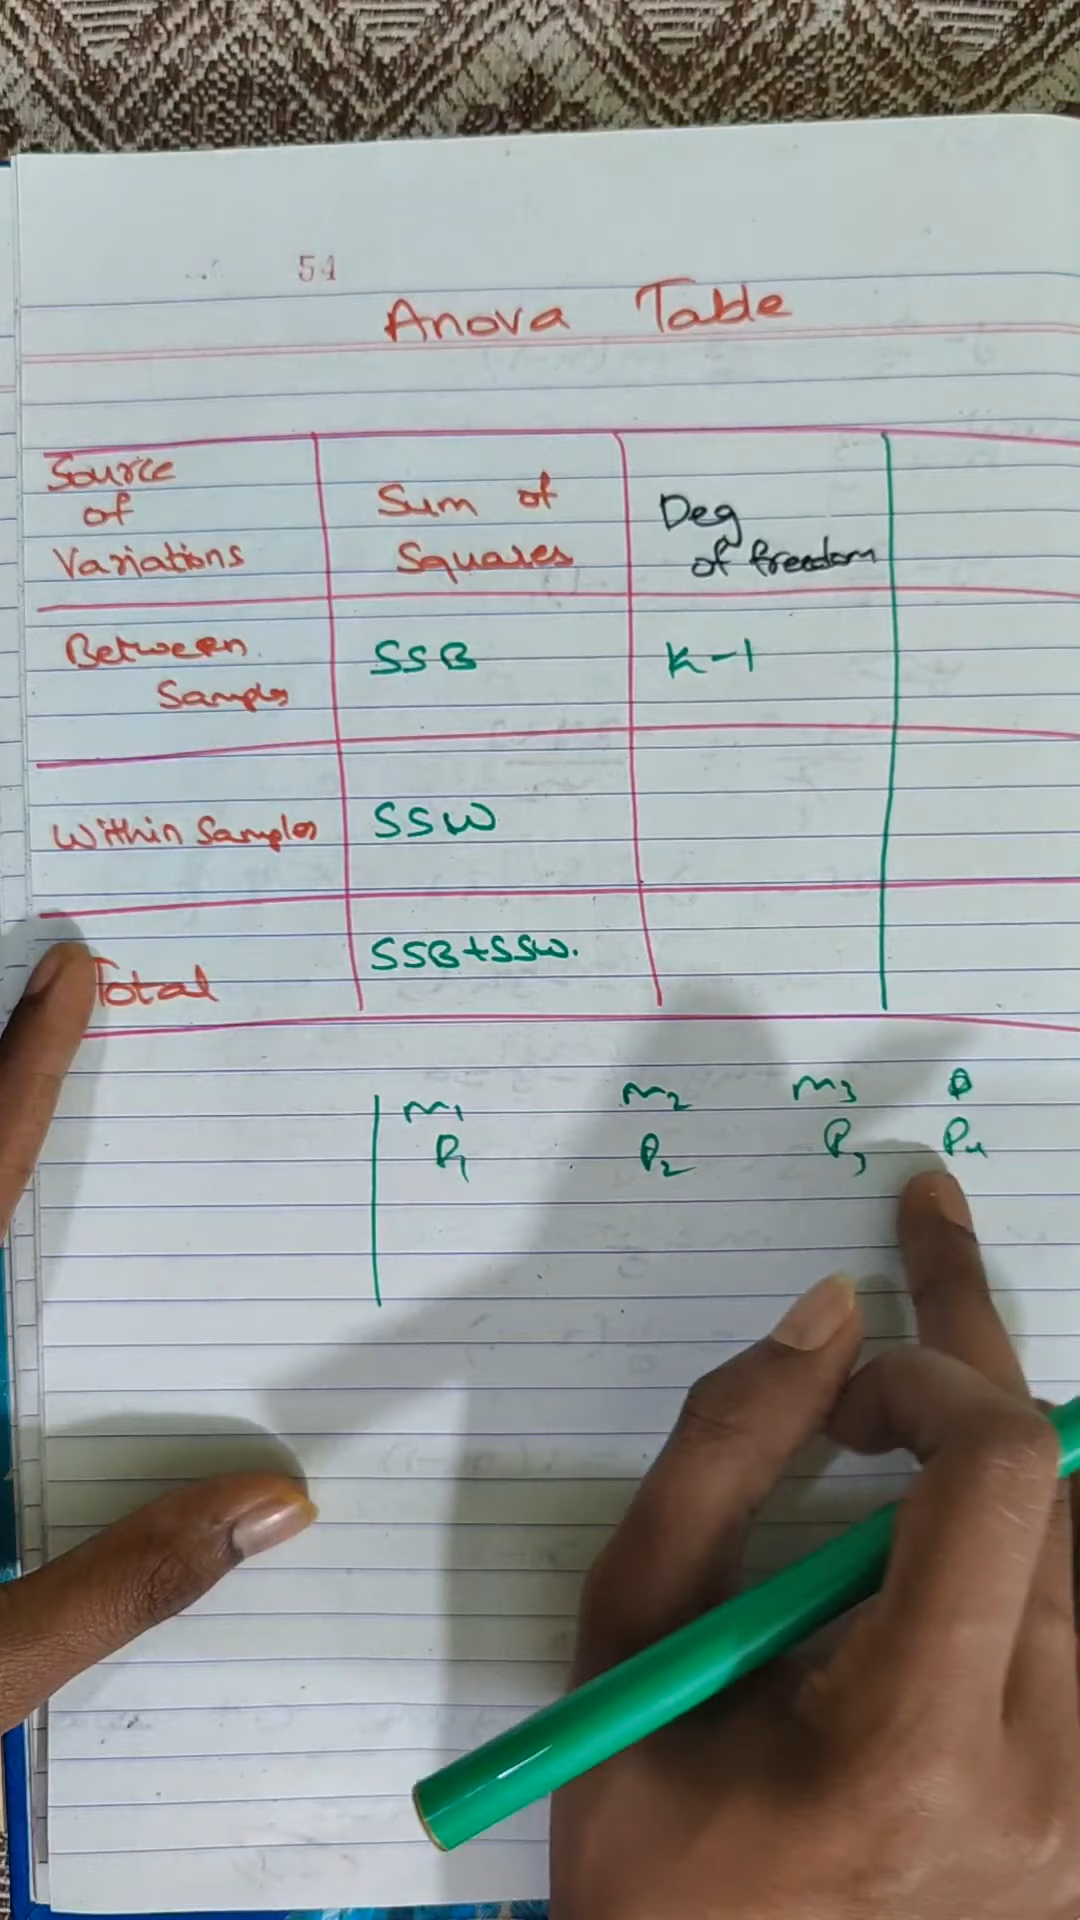 51
Anova Table
Source
of
Variations
Sum of
Squares
Deg
of freedom
Between
Samples
SSB
K-1
Within Samples
SSW
Total
SSB+SSW.
m1 m2 m3
P1 P2 P3 P4